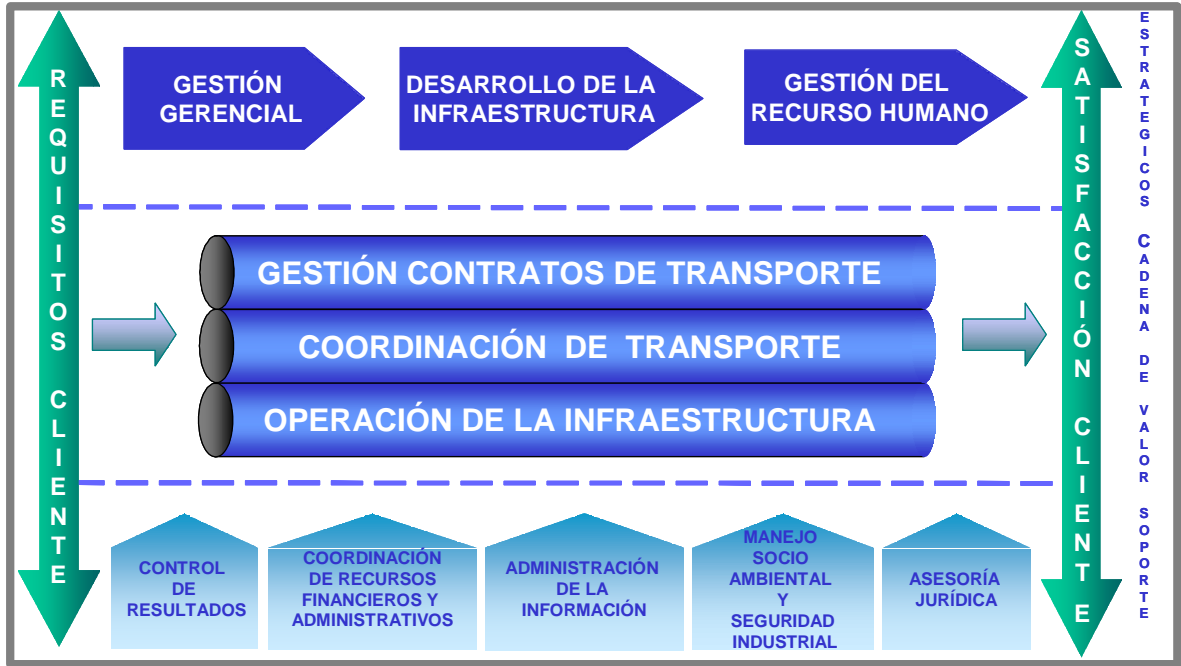 REQUISITOS CLIENTE
GESTIÓN
GERENCIAL
DESARROLLO DE LA
INFRAESTRUCTURA
GESTIÓN DEL
RECURSO HUMANO
GESTIÓN CONTRATOS DE TRANSPORTE
COORDINACIÓN DE TRANSPORTE
OPERACIÓN DE LA INFRAESTRUCTURA
CONTROL
DE
RESULTADOS
COORDINACIÓN
DE RECURSOS
FINANCIEROS Y
ADMINISTRATIVOS
ADMINISTRACIÓN
DE LA
INFORMACIÓN
MANEJO
SOCIO
AMBIENTAL
Y
SEGURIDAD
INDUSTRIAL
ASESORÍA
JURÍDICA
SATISFACCIÓN CLIENTE
ESTRATEGICOS CADENA DE VALOR SOPORTE